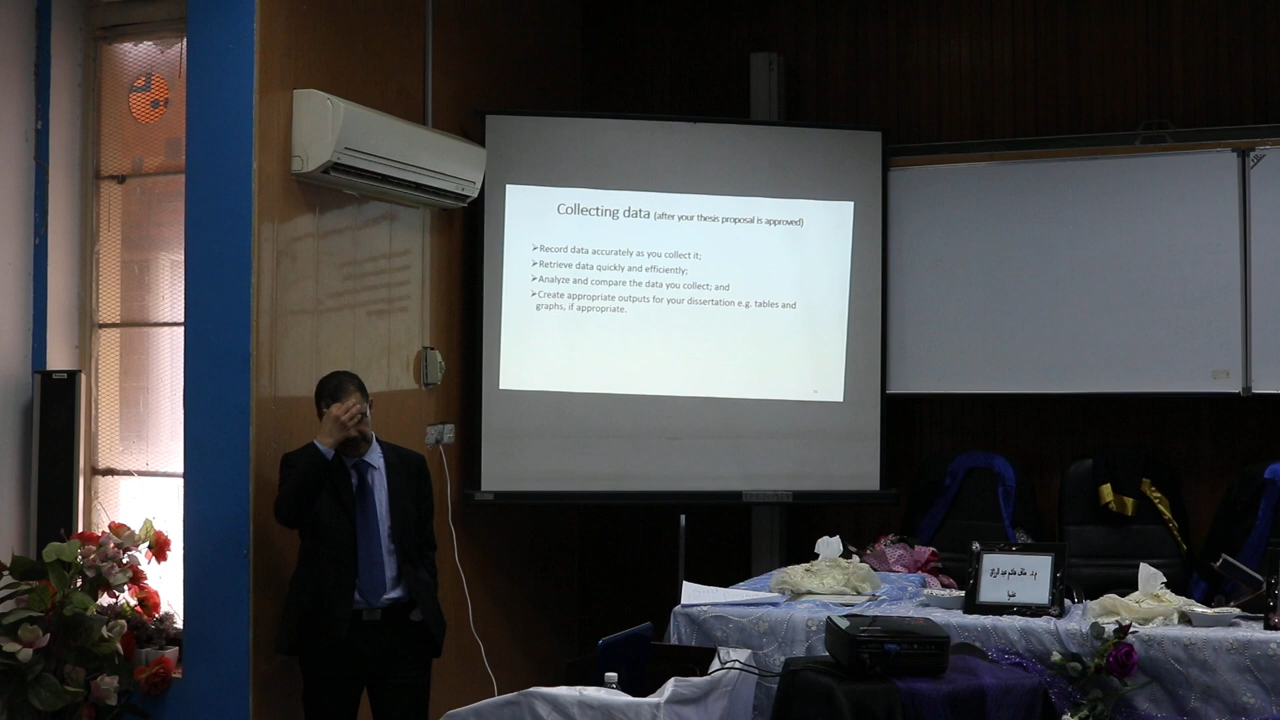 Collecting data (after your thesis proposal is approved)
➢Record data accurately as you collect it;
➢Retrieve data quickly and efficiently;
➢Analyze and compare the data you collect; and
➢Create appropriate outputs for your dissertation e.g. tables and
graphs, if appropriate.
عضوا